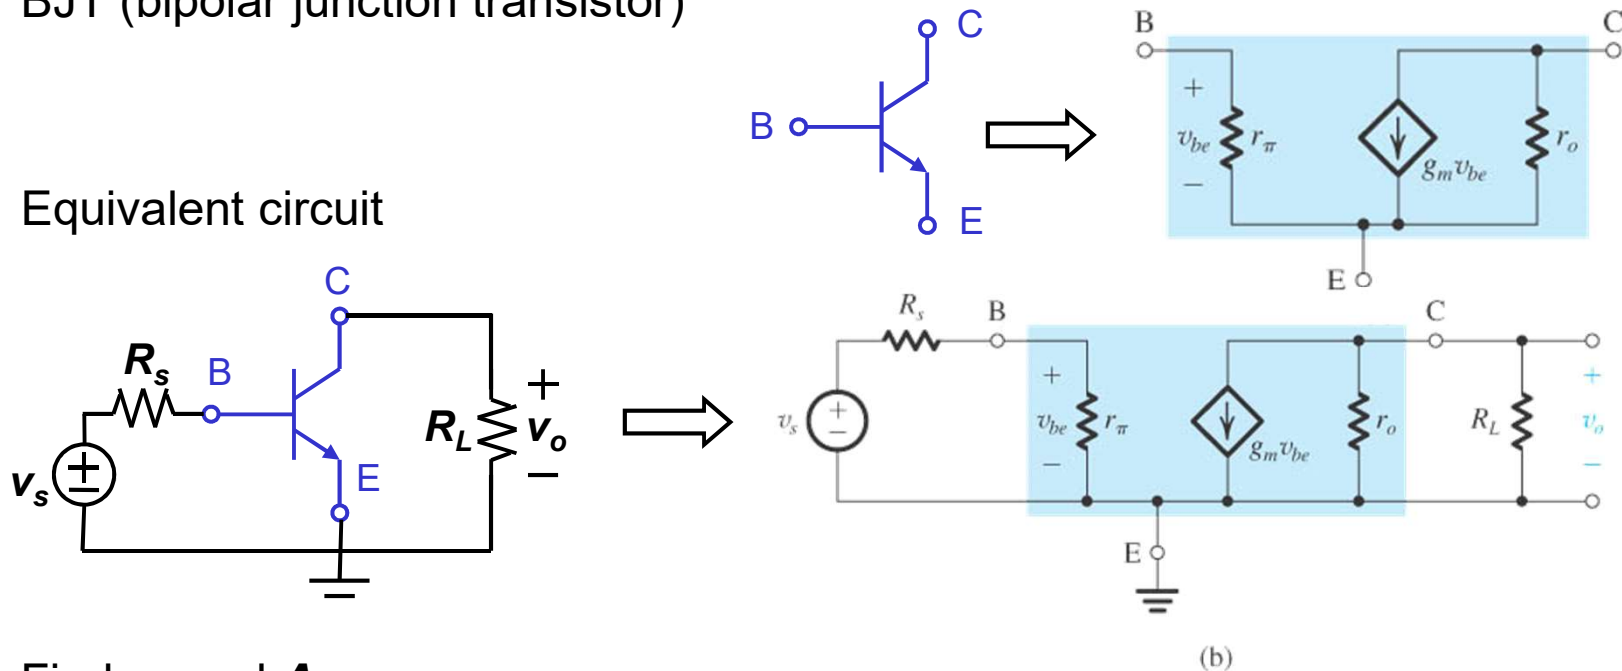 BJT (bipolar junction transistor)
C
B
E
B
C
+
v_be
−
r_π
g_m v_be
r_o
E
Equivalent circuit
C
R_s
B
E
v_s
+
−
R_L
+
v_o
−
R_s
B
C
v_s
+
−
+
v_be
−
r_π
g_m v_be
r_o
R_L
+
v_o
−
E
(b)